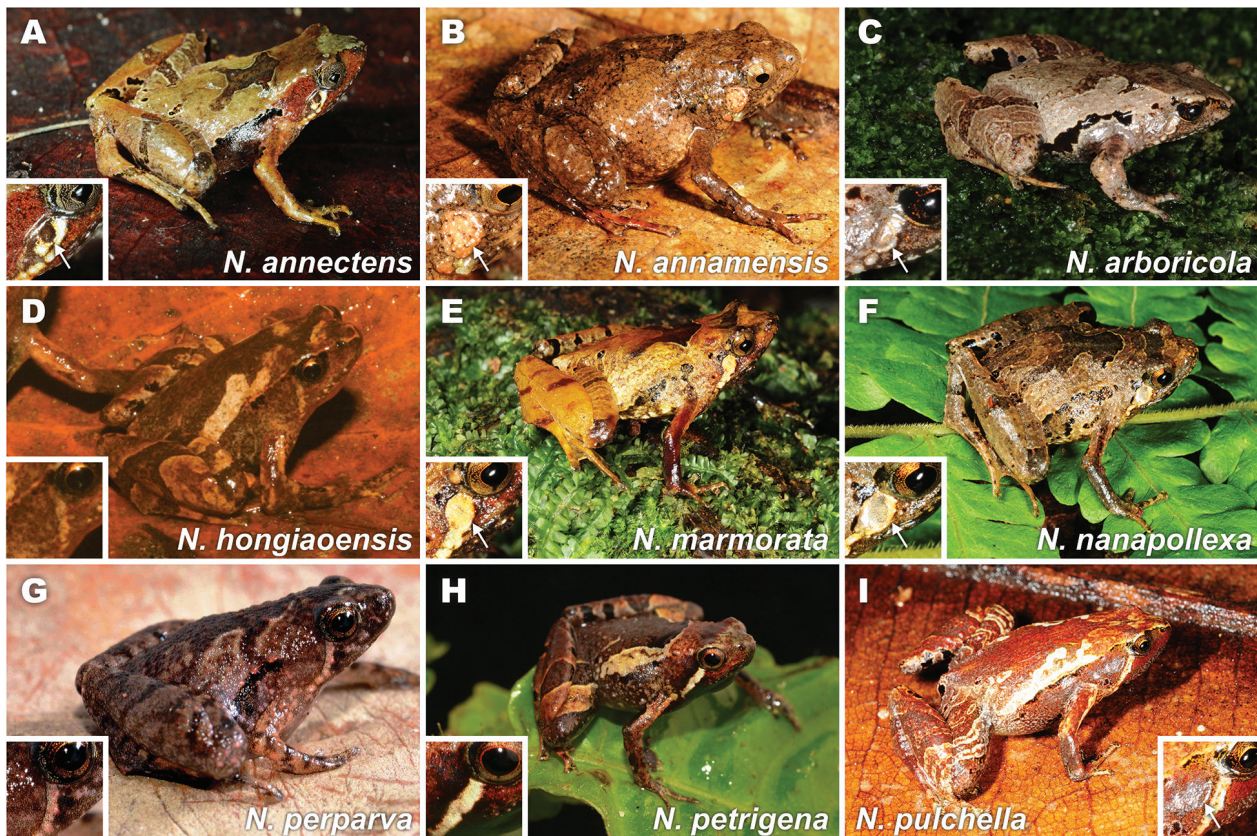 A
N. annectens
B
N. annamensis
C
N. arboricola
D
N. hongiaoensis
E
N. marmorata
F
N. nanapollexa
G
N. perparva
H
N. petrigena
I
N. pulchella